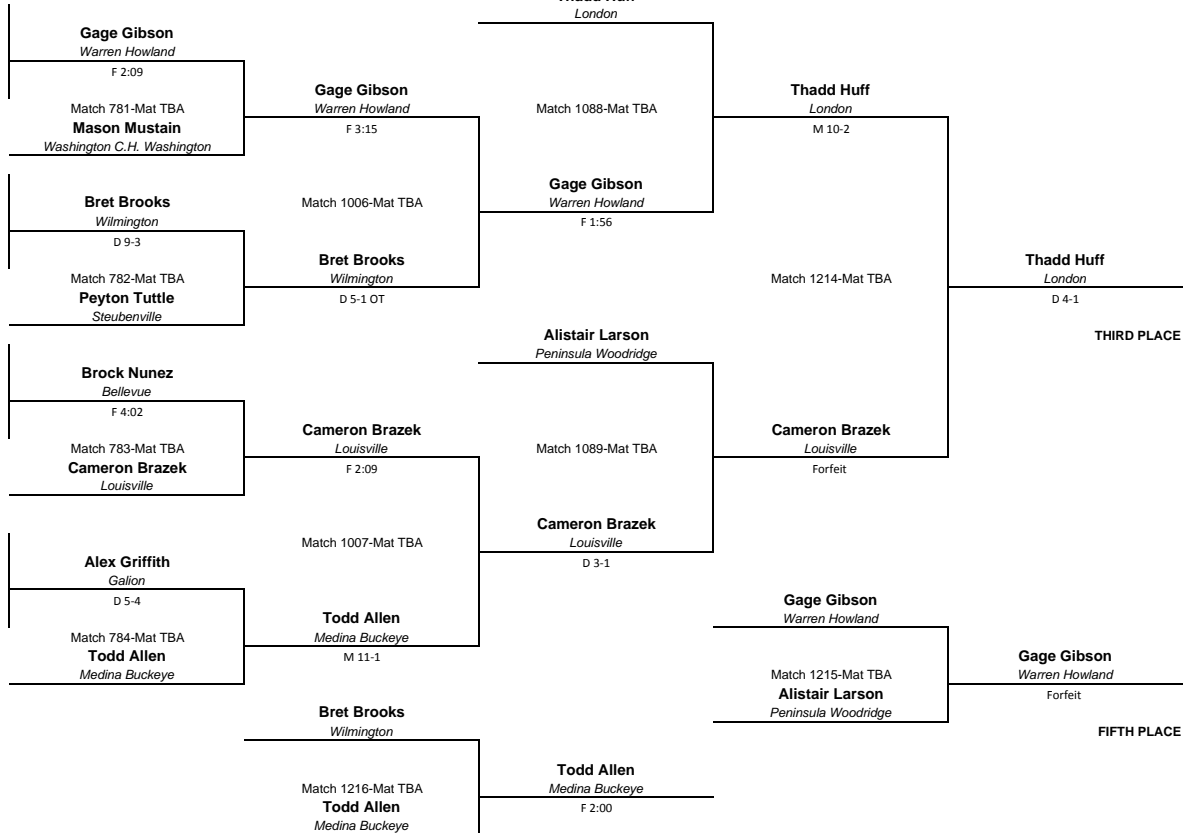 London
Gage Gibson
Warren Howland
F 2:09
Match 781-Mat TBA
Mason Mustain
Washington C.H. Washington
Bret Brooks
Wilmington
D 9-3
Match 782-Mat TBA
Peyton Tuttle
Steubenville
Brock Nunez
Bellevue
F 4:02
Match 783-Mat TBA
Cameron Brazek
Louisville
Alex Griffith
Galion
D 5-4
Match 784-Mat TBA
Todd Allen
Medina Buckeye
Gage Gibson
Warren Howland
F 3:15
Match 1006-Mat TBA
Bret Brooks
Wilmington
D 5-1 OT
Cameron Brazek
Louisville
F 2:09
Match 1007-Mat TBA
Todd Allen
Medina Buckeye
M 11-1
Bret Brooks
Wilmington
Match 1216-Mat TBA
Todd Allen
Medina Buckeye
Match 1088-Mat TBA
Gage Gibson
Warren Howland
F 1:56
Alistair Larson
Peninsula Woodridge
Match 1089-Mat TBA
Cameron Brazek
Louisville
D 3-1
Todd Allen
Medina Buckeye
F 2:00
Thadd Huff
London
M 10-2
Match 1214-Mat TBA
Cameron Brazek
Louisville
Forfeit
Gage Gibson
Warren Howland
Match 1215-Mat TBA
Alistair Larson
Peninsula Woodridge
Thadd Huff
London
D 4-1
THIRD PLACE
Gage Gibson
Warren Howland
Forfeit
FIFTH PLACE